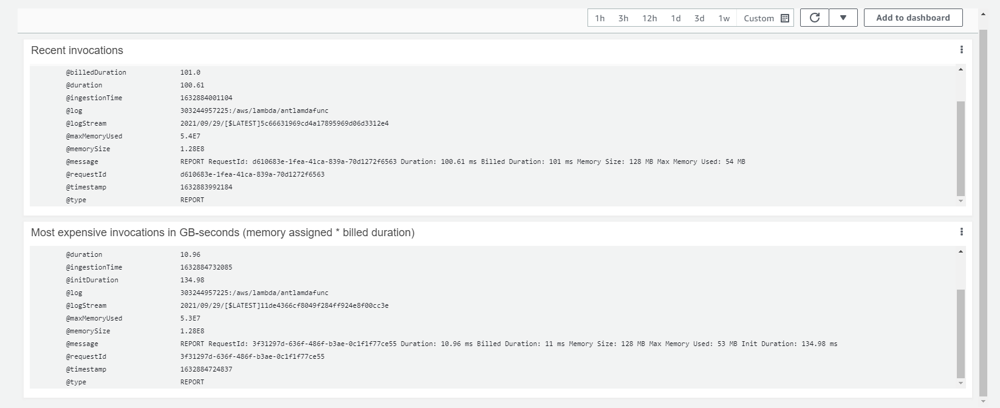 1h 3h 12h 1d 3d 1w Custom Add to dashboard
Recent invocations
@billedDuration 101.0
@duration 100.61
@ingestionTime 1632884001104
@log 303244957225:/aws/lambda/antlamdafunc
@logStream 2021/09/29/[$LATEST]5c66631969cd4a17895969d06d3312e4
@maxMemoryUsed 5.4E7
@memorySize 1.28E8
@message REPORT RequestId: d610683e-1fea-41ca-839a-70d1272f6563 Duration: 100.61 ms Billed Duration: 101 ms Memory Size: 128 MB Max Memory Used: 54 MB
@requestId d610683e-1fea-41ca-839a-70d1272f6563
@timestamp 1632883992184
@type REPORT
Most expensive invocations in GB-seconds (memory assigned * billed duration)
@duration 10.96
@ingestionTime 1632884732085
@initDuration 134.98
@log 303244957225:/aws/lambda/antlamdafunc
@logStream 2021/09/29/[$LATEST]11de4366cf8049f284ff924e8f00cc3e
@maxMemoryUsed 5.3E7
@memorySize 1.28E8
@message REPORT RequestId: 3f31297d-636f-486f-b3ae-0c1f1f77ce55 Duration: 10.96 ms Billed Duration: 11 ms Memory Size: 128 MB Max Memory Used: 53 MB Init Duration: 134.98 ms
@requestId 3f31297d-636f-486f-b3ae-0c1f1f77ce55
@timestamp 1632884724837
@type REPORT